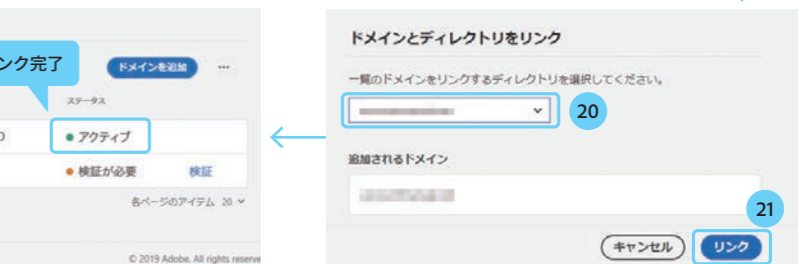 ンク完了
ドメインを追加
...
ステータス
アクティブ
検証が必要 検証
各ページのアイテム 20
© 2019 Adobe. All rights reserve
ドメインとディレクトリをリンク
一覧のドメインをリンクするディレクトリを選択してください。
20
追加されるドメイン
21
キャンセル リンク